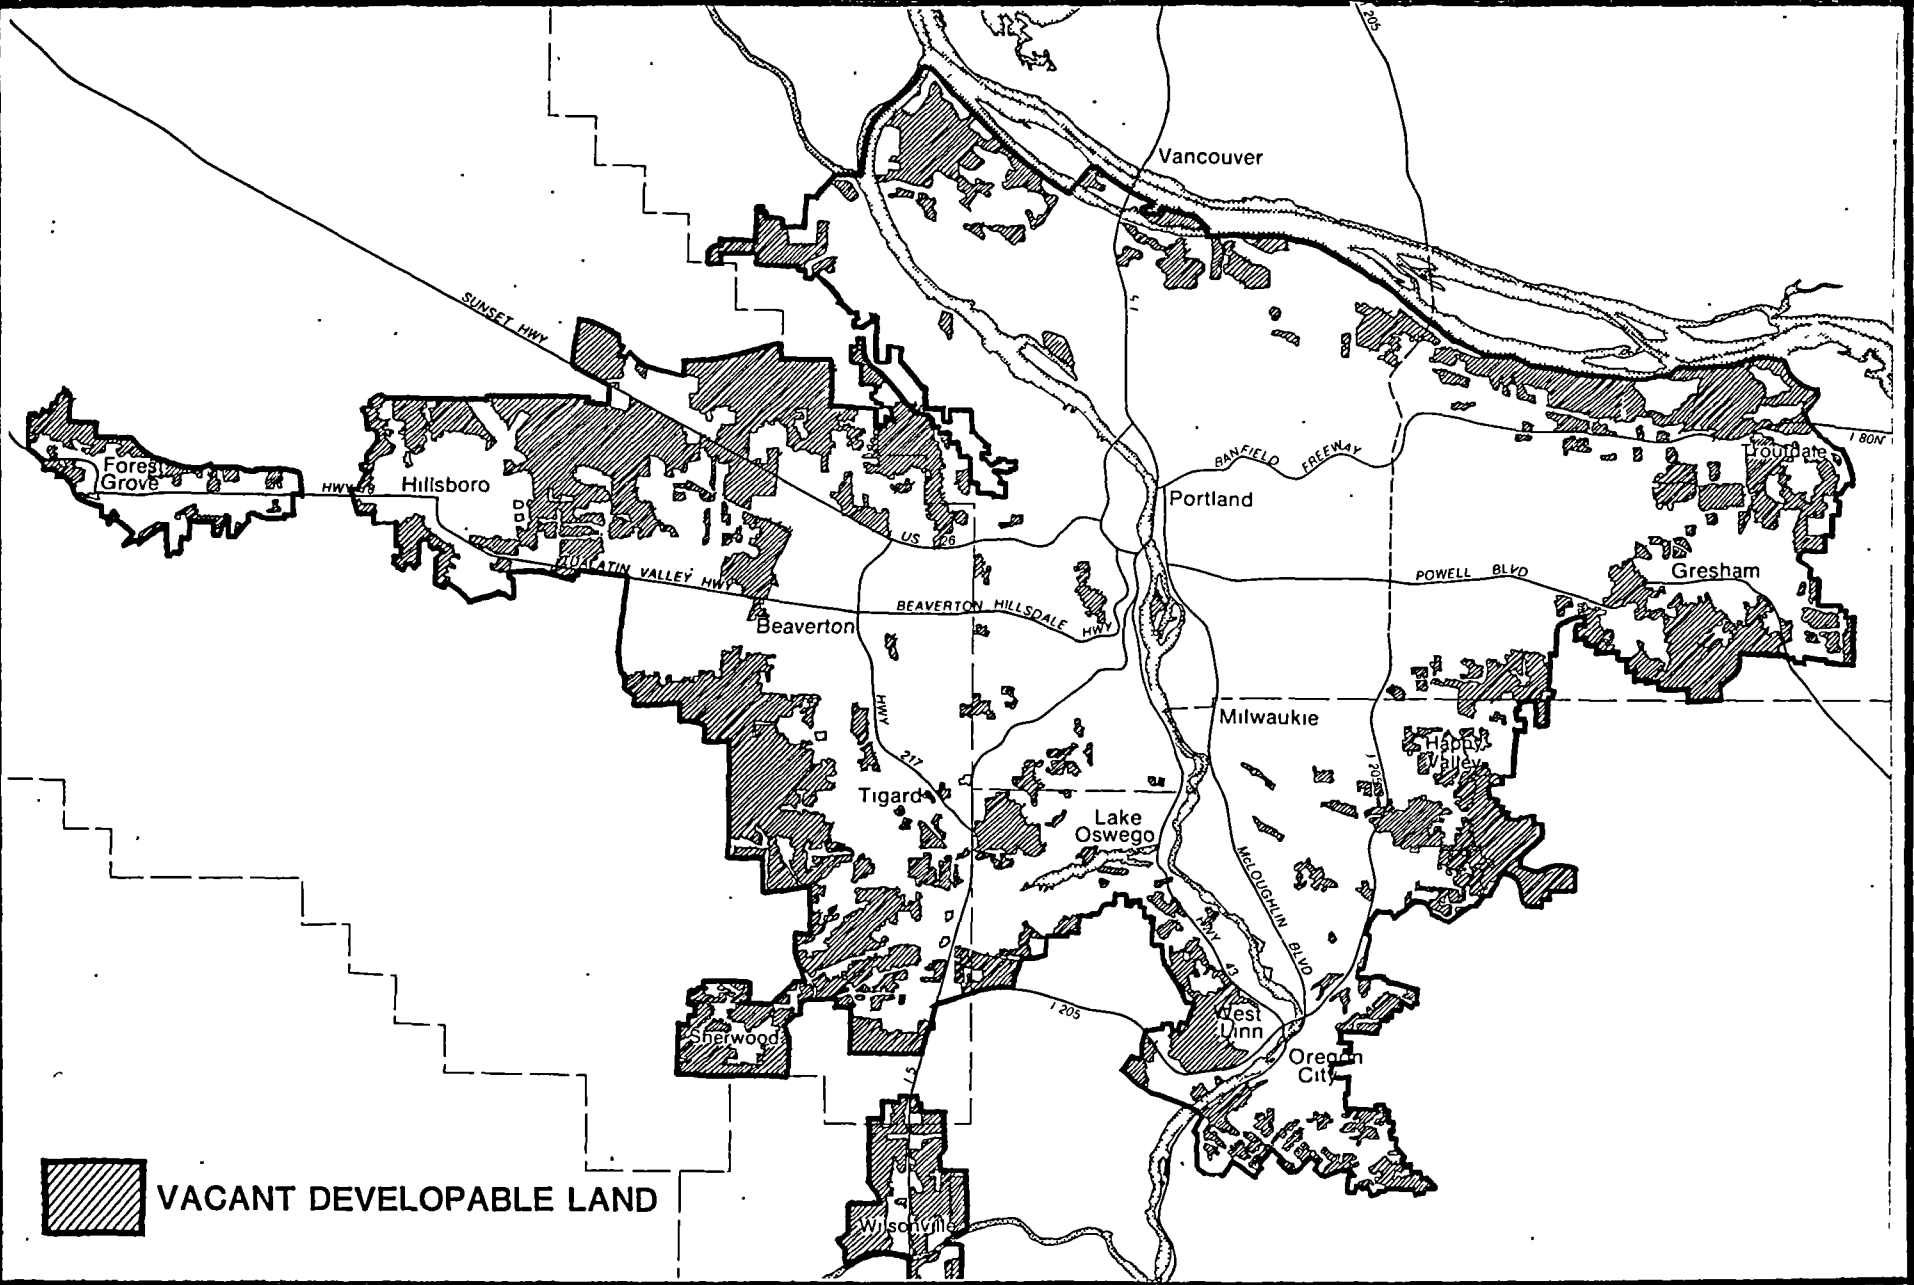 205
Vancouver
SUNSET HWY
I 5
I 80N
Troutdale
Forest
Grove
HWY
Hillsboro
BANFIELD FREEWAY
Portland
US 26
TUALATIN VALLEY HWY
POWELL BLVD
Gresham
BEAVERTON HILLSDALE HWY
Beaverton
HWY 217
Milwaukie
Happy
Valley
I 205
Tigard
Lake
Oswego
McLOUGHLIN BLVD
HWY 43
I 205
West
Linn
Sherwood
Oregon
City
I 5
VACANT DEVELOPABLE LAND
Wilsonville